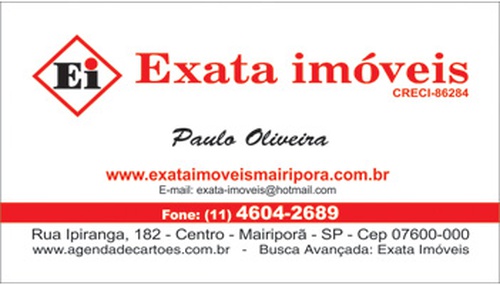 Ei Exata imóveis
CRECI-86284
Paulo Oliveira
www.exataimoveismairipora.com.br
E-mail: exata-imoveis@hotmail.com
Fone: (11) 4604-2689
Rua Ipiranga, 182 - Centro - Mairiporã - SP - Cep 07600-000
www.agendadecartoes.com.br - Busca Avançada: Exata Imóveis